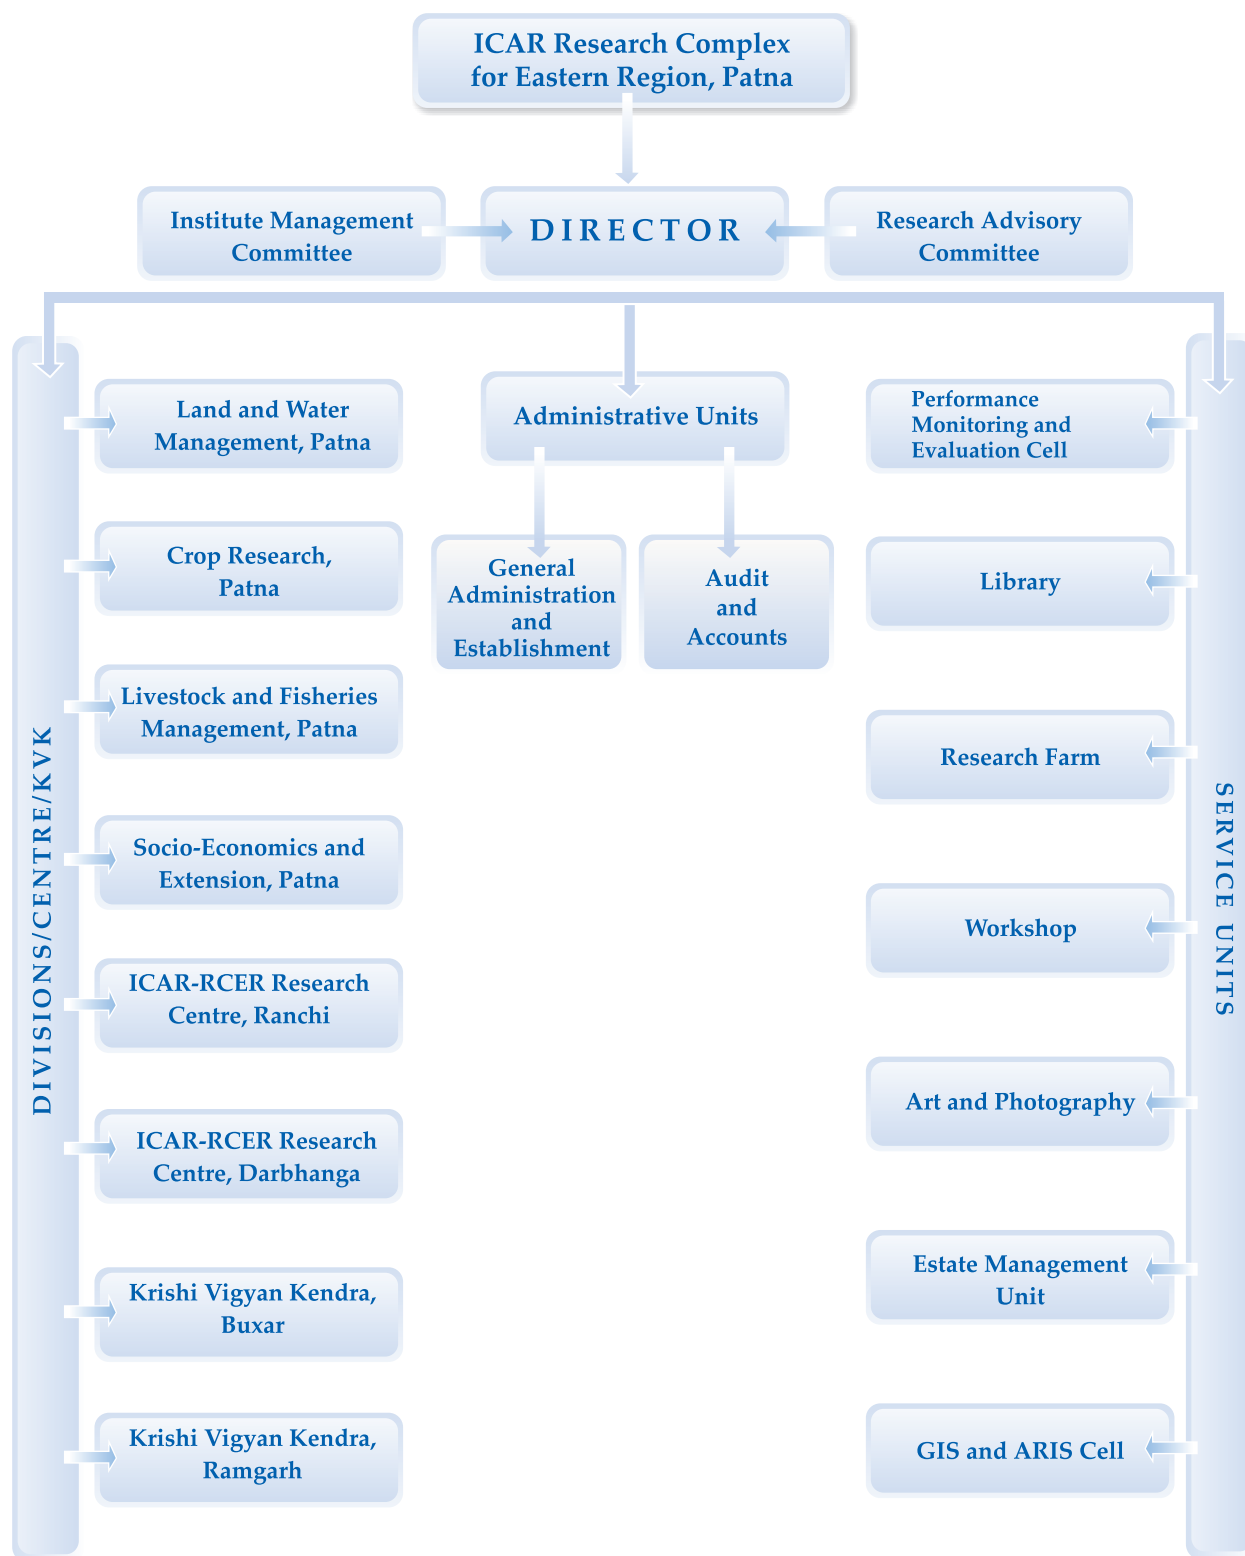 ICAR Research Complex
for Eastern Region, Patna
Institute Management
Committee
DIRECTOR
Research Advisory
Committee
DIVISIONS/CENTRE/KVK
Land and Water
Management, Patna
Crop Research,
Patna
Livestock and Fisheries
Management, Patna
Socio-Economics and
Extension, Patna
ICAR-RCER Research
Centre, Ranchi
ICAR-RCER Research
Centre, Darbhanga
Krishi Vigyan Kendra,
Buxar
Krishi Vigyan Kendra,
Ramgarh
Administrative Units
General
Administration
and
Establishment
Audit
and
Accounts
SERVICE UNITS
Performance
Monitoring and
Evaluation Cell
Library
Research Farm
Workshop
Art and Photography
Estate Management
Unit
GIS and ARIS Cell